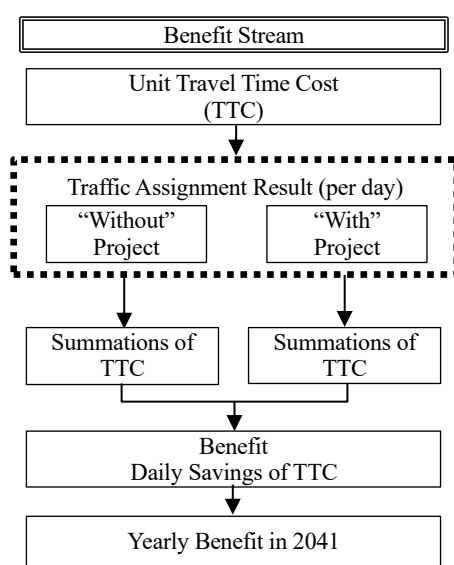 Benefit Stream
Unit Travel Time Cost
(TTC)
Traffic Assignment Result (per day)
“Without”
Project
“With”
Project
Summations of
TTC
Summations of
TTC
Benefit
Daily Savings of TTC
Yearly Benefit in 2041